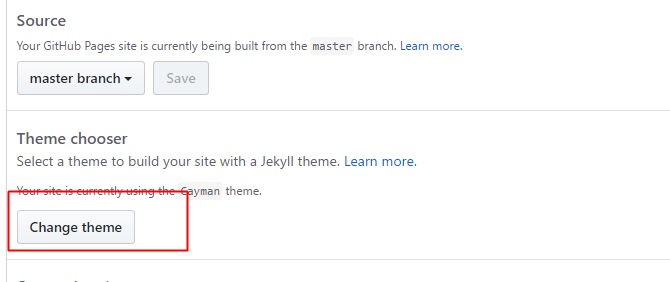 Source
Your GitHub Pages site is currently being built from the master branch. Learn more.
master branch Save
Theme chooser
Select a theme to build your site with a Jekyll theme. Learn more.
Your site is currently using the Cayman theme.
Change theme